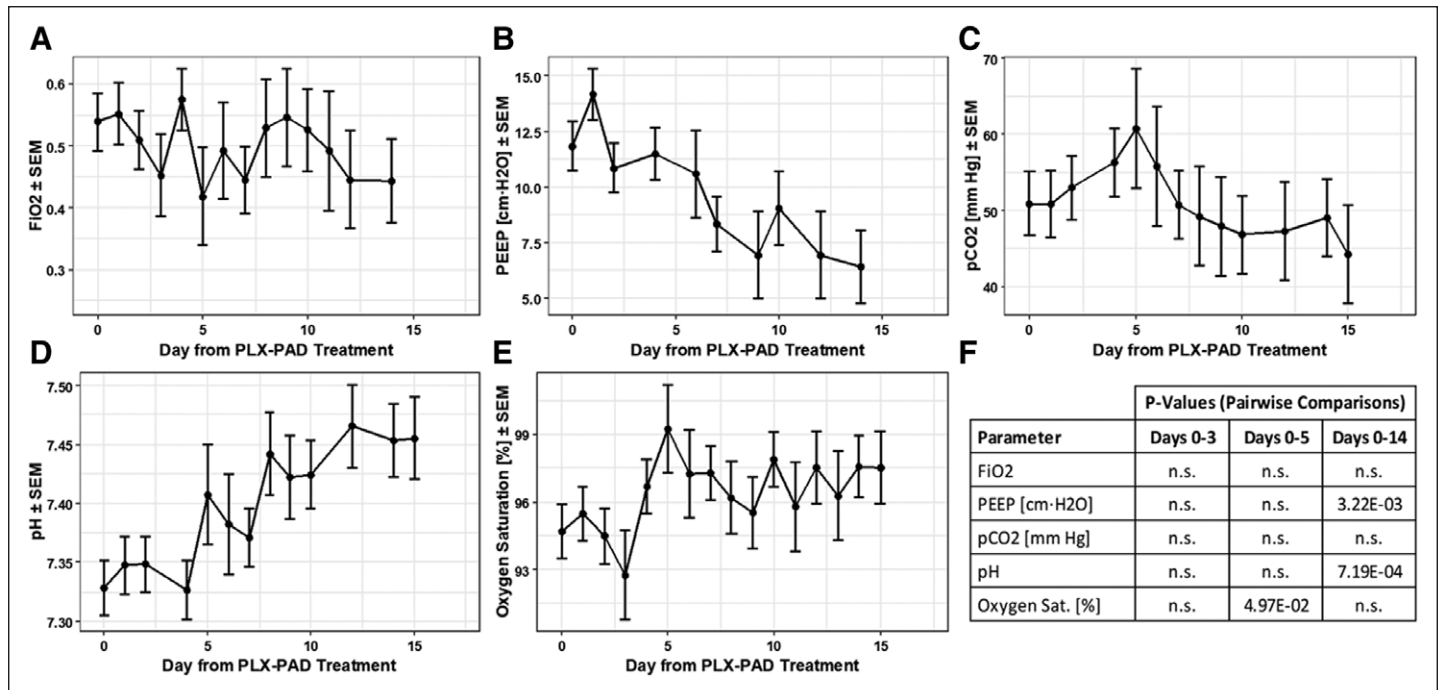 A
FiO2 ± SEM
0.6
0.5
0.4
0.3
0 5 10 15
Day from PLX-PAD Treatment
B
PEEP [cm·H2O] ± SEM
15.0
12.5
10.0
7.5
5.0
0 5 10 15
Day from PLX-PAD Treatment
C
pCO2 [mm Hg] ± SEM
70
60
50
40
0 5 10 15
Day from PLX-PAD Treatment
D
pH ± SEM
7.50
7.45
7.40
7.35
7.30
0 5 10 15
Day from PLX-PAD Treatment
E
Oxygen Saturation [%] ± SEM
99
96
93
0 5 10 15
Day from PLX-PAD Treatment
F
P-Values (Pairwise Comparisons)
Parameter Days 0-3 Days 0-5 Days 0-14
FiO2 n.s. n.s. n.s.
PEEP [cm·H2O] n.s. n.s. 3.22E-03
pCO2 [mm Hg] n.s. n.s. n.s.
pH n.s. n.s. 7.19E-04
Oxygen Sat. [%] n.s. 4.97E-02 n.s.